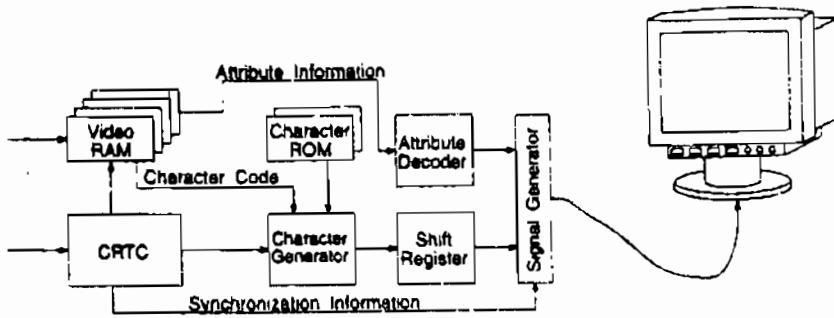 Attribute Information
Video
RAM
Character
ROM
Attribute
Decoder
Signal Generator
Character Code
CRTC
Character
Generator
Shift
Register
Synchronization Information